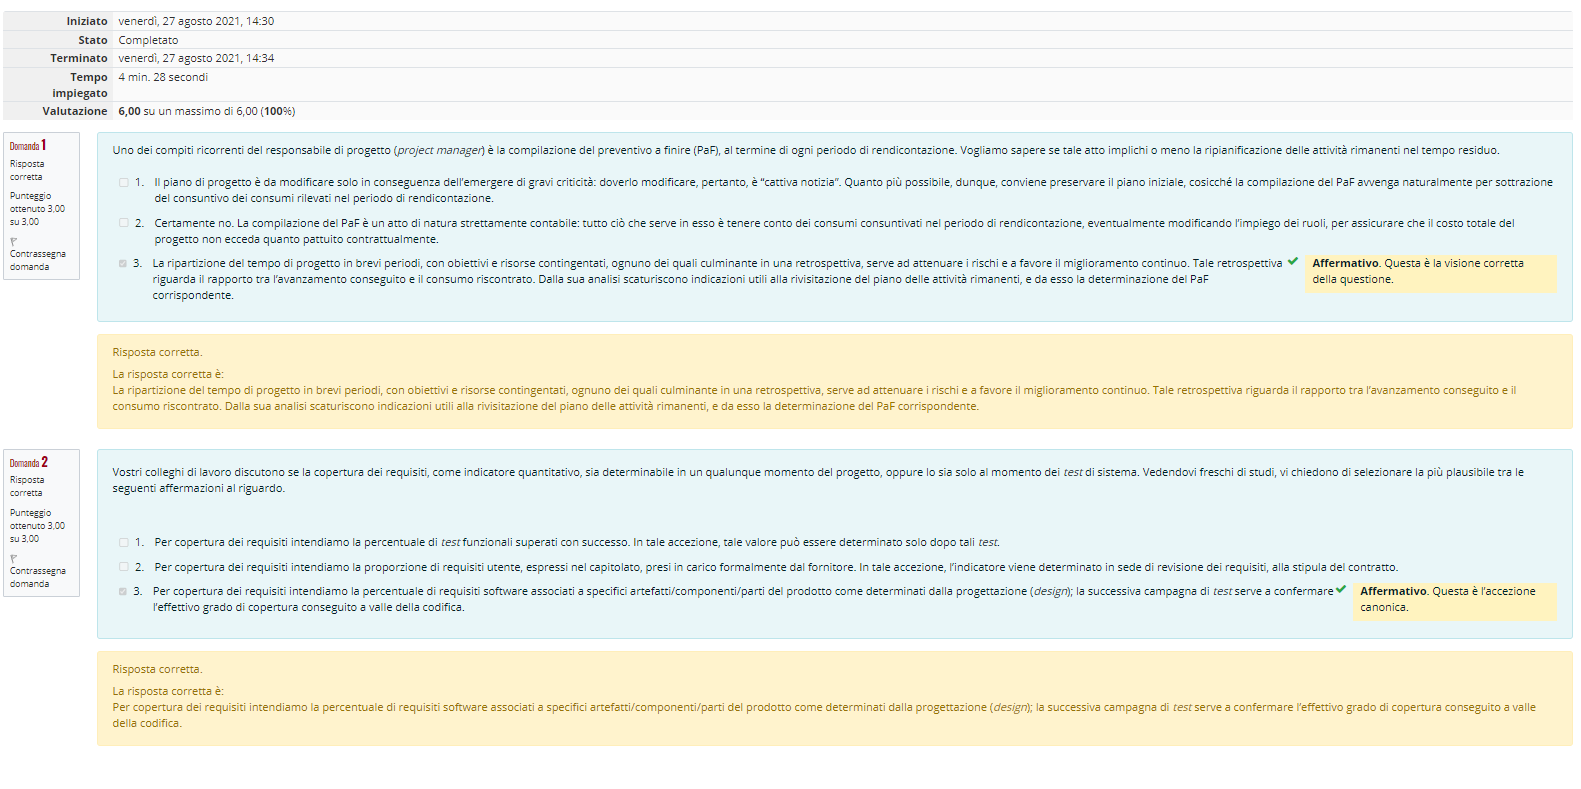 Iniziato venerdì, 27 agosto 2021, 14:30
Stato Completato
Terminato venerdì, 27 agosto 2021, 14:34
Tempo impiegato 4 min. 28 secondi
Valutazione 6,00 su un massimo di 6,00 (100%)
Domanda 1
Risposta
corretta
Punteggio
ottenuto 3,00
su 3,00
Contrassegna
domanda
Uno dei compiti ricorrenti del responsabile di progetto (project manager) è la compilazione del preventivo a finire (PaF), al termine di ogni periodo di rendicontazione. Vogliamo sapere se tale atto implichi o meno la ripianificazione delle attività rimanenti nel tempo residuo.
1. Il piano di progetto è da modificare solo in conseguenza dell'emergere di gravi criticità: doverlo modificare, pertanto, è “cattiva notizia”. Quanto più possibile, dunque, conviene preservare il piano iniziale, cosicché la compilazione del PaF avvenga naturalmente per sottrazione
del consuntivo dei consumi rilevati nel periodo di rendicontazione.
2. Certamente no. La compilazione del PaF è un atto di natura strettamente contabile: tutto ciò che serve in esso è tenere conto dei consumi consuntivati nel periodo di rendicontazione, eventualmente modificando l'impiego dei ruoli, per assicurare che il costo totale del
progetto non ecceda quanto pattuito contrattualmente.
3. La ripartizione del tempo di progetto in brevi periodi, con obiettivi e risorse contingentati, ognuno dei quali culminante in una retrospettiva, serve ad attenuare i rischi e a favore il miglioramento continuo. Tale retrospettiva
riguarda il rapporto tra l'avanzamento conseguito e il consumo riscontrato. Dalla sua analisi scaturiscono indicazioni utili alla rivisitazione del piano delle attività rimanenti, e da esso la determinazione del PaF
corrispondente.
Affermativo. Questa è la visione corretta
della questione.
Risposta corretta.
La risposta corretta è:
La ripartizione del tempo di progetto in brevi periodi, con obiettivi e risorse contingentati, ognuno dei quali culminante in una retrospettiva, serve ad attenuare i rischi e a favore il miglioramento continuo. Tale retrospettiva riguarda il rapporto tra l'avanzamento conseguito e il
consumo riscontrato. Dalla sua analisi scaturiscono indicazioni utili alla rivisitazione del piano delle attività rimanenti, e da esso la determinazione del PaF corrispondente.
Domanda 2
Risposta
corretta
Punteggio
ottenuto 3,00
su 3,00
Contrassegna
domanda
Vostri colleghi di lavoro discutono se la copertura dei requisiti, come indicatore quantitativo, sia determinabile in un qualunque momento del progetto, oppure lo sia solo al momento dei test di sistema. Vedendovi freschi di studi, vi chiedono di selezionare la più plausibile tra le
seguenti affermazioni al riguardo.
1. Per copertura dei requisiti intendiamo la percentuale di test funzionali superati con successo. In tale accezione, tale valore può essere determinato solo dopo tali test.
2. Per copertura dei requisiti intendiamo la proporzione di requisiti utente, espressi nel capitolato, presi in carico formalmente dal fornitore. In tale accezione, l'indicatore viene determinato in sede di revisione dei requisiti, alla stipula del contratto.
3. Per copertura dei requisiti intendiamo la percentuale di requisiti software associati a specifici artefatti/componenti/parti del prodotto come determinati dalla progettazione (design); la successiva campagna di test serve a confermare
l'effettivo grado di copertura conseguito a valle della codifica.
Affermativo. Questa è l'accezione
canonica.
Risposta corretta.
La risposta corretta è:
Per copertura dei requisiti intendiamo la percentuale di requisiti software associati a specifici artefatti/componenti/parti del prodotto come determinati dalla progettazione (design); la successiva campagna di test serve a confermare l'effettivo grado di copertura conseguito a valle
della codifica.